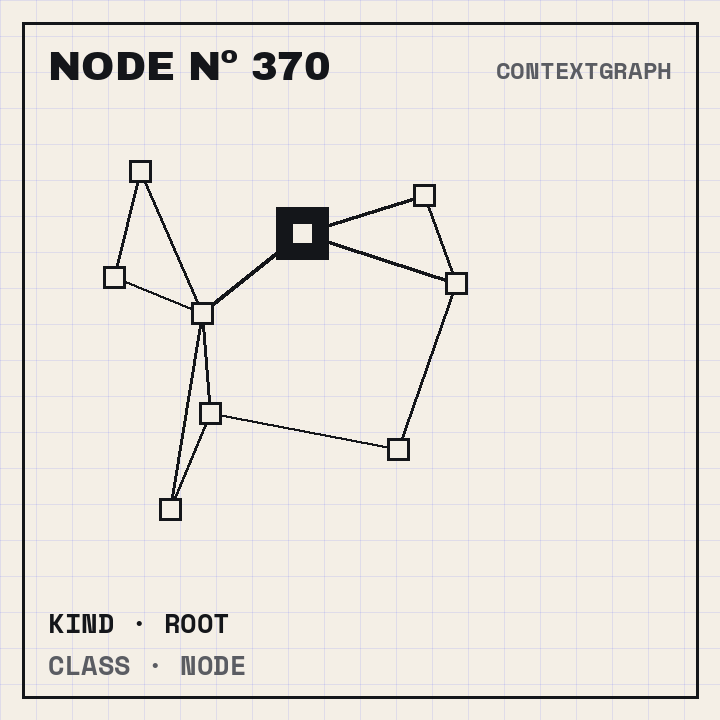 NODE Nº 370
CONTEXTGRAPH
KIND · ROOT
CLASS · NODE